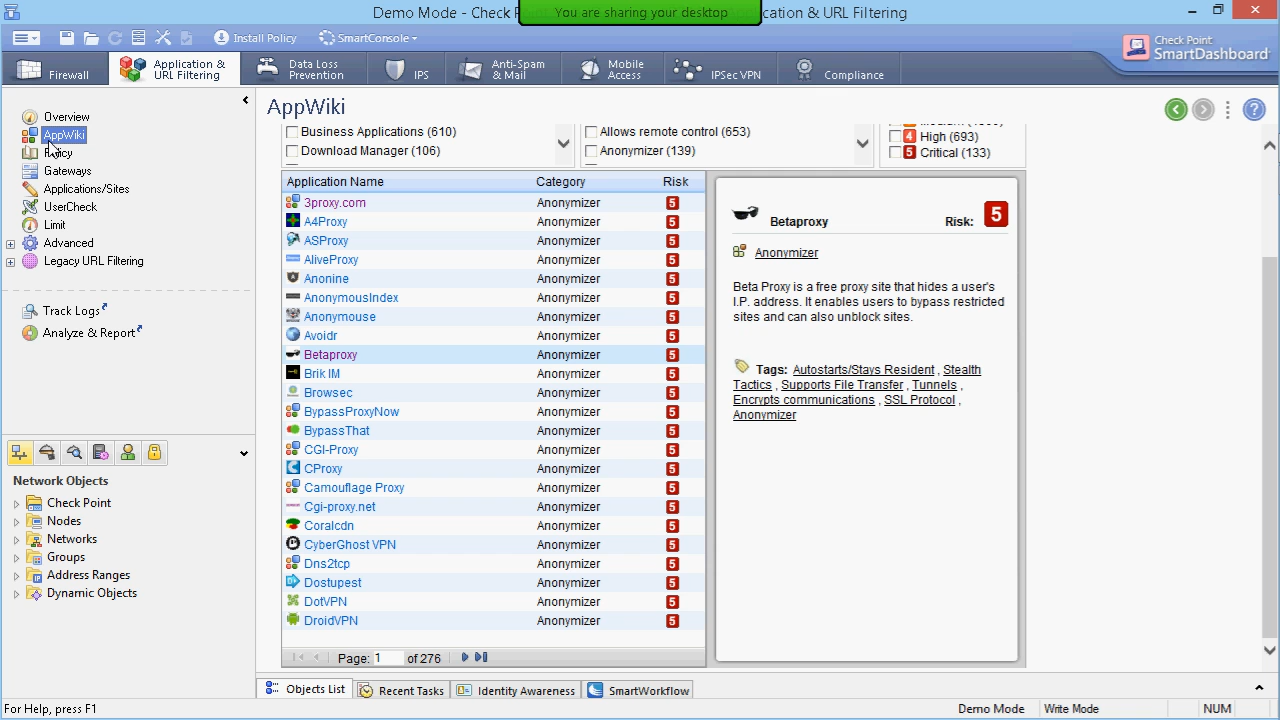 Demo Mode - Check P
You are sharing your desktop
ication & URL Filtering
Install Policy
SmartConsole
Check Point
SmartDashboard
Firewall
Application &
URL Filtering
Data Loss
Prevention
IPS
Anti-Spam
& Mail
Mobile
Access
IPSec VPN
Compliance
Overview
AppWiki
Policy
Gateways
Applications/Sites
UserCheck
Limit
Advanced
Legacy URL Filtering
Track Logs
Analyze & Report
Network Objects
Check Point
Nodes
Networks
Groups
Address Ranges
Dynamic Objects
AppWiki
Business Applications (610)
Download Manager (106)
Allows remote control (653)
Anonymizer (139)
4 High (693)
5 Critical (133)
Application Name Category Risk
3proxy.com Anonymizer 5
A4Proxy Anonymizer 5
ASProxy Anonymizer 5
AliveProxy Anonymizer 5
Anonine Anonymizer 5
AnonymousIndex Anonymizer 5
Anonymouse Anonymizer 5
Avoidr Anonymizer 5
Betaproxy Anonymizer 5
Brik IM Anonymizer 5
Browsec Anonymizer 5
BypassProxyNow Anonymizer 5
BypassThat Anonymizer 5
CGI-Proxy Anonymizer 5
CProxy Anonymizer 5
Camouflage Proxy Anonymizer 5
Cgi-proxy.net Anonymizer 5
Coralcdn Anonymizer 5
CyberGhost VPN Anonymizer 5
Dns2tcp Anonymizer 5
Dostupest Anonymizer 5
DotVPN Anonymizer 5
DroidVPN Anonymizer 5
Page: 1 of 276
Betaproxy Risk: 5
Anonymizer
Beta Proxy is a free proxy site that hides a user's
I.P. address. It enables users to bypass restricted
sites and can also unblock sites.
Tags: Autostarts/Stays Resident , Stealth
Tactics , Supports File Transfer , Tunnels ,
Encrypts communications , SSL Protocol ,
Anonymizer
Objects List
Recent Tasks
Identity Awareness
SmartWorkflow
For Help, press F1
Demo Mode
Write Mode
NUM